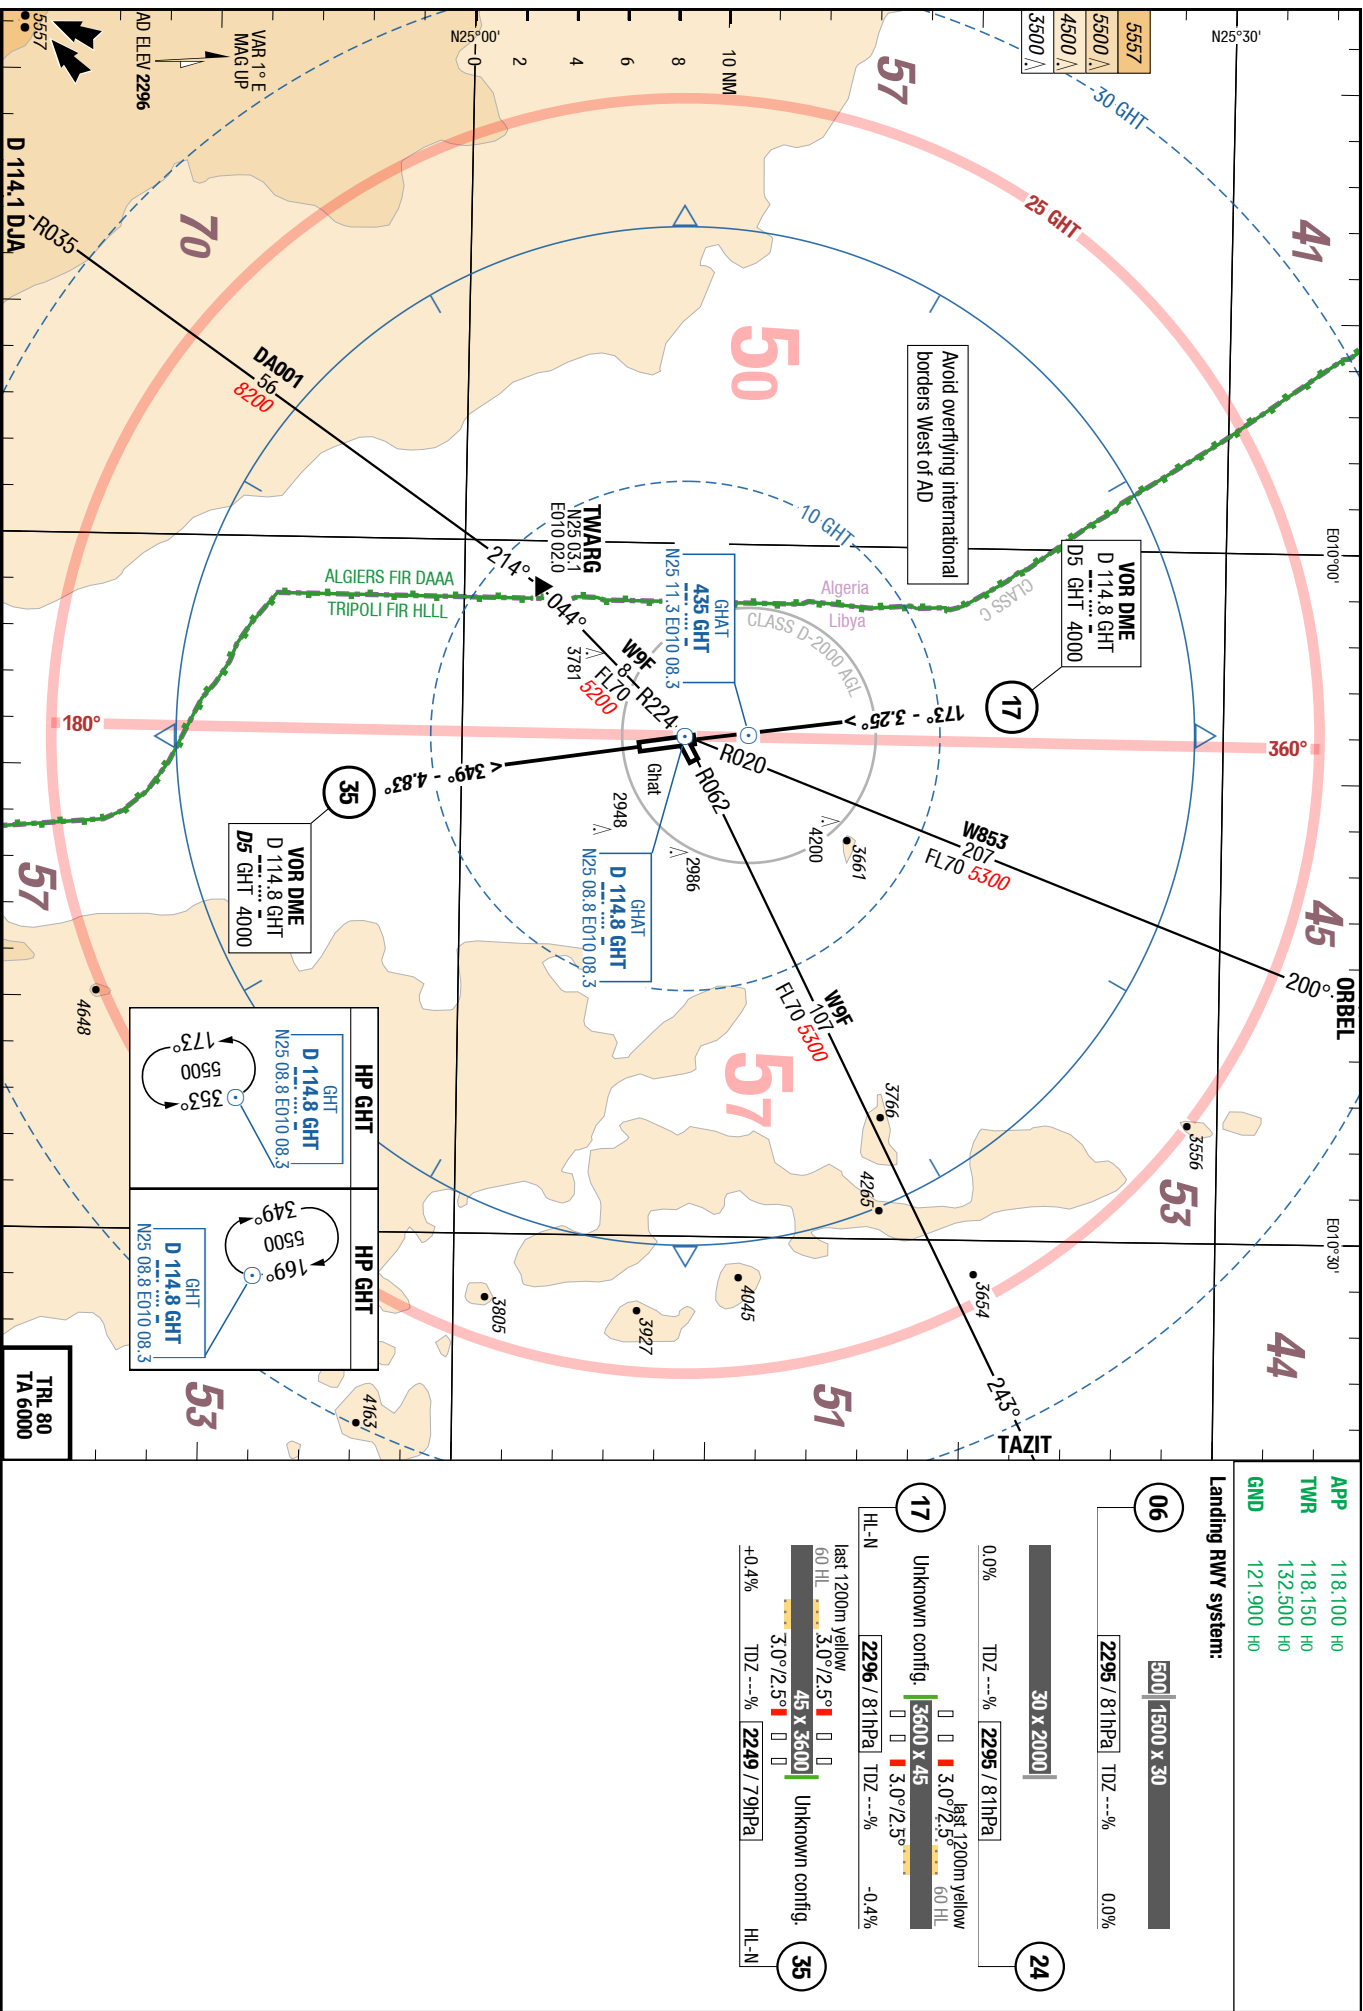 5557
5500
4500
3500
N25°30'
N25°00'
E010°00'
E010°30'
30 GHT
25 GHT
10 GHT
57
41
70
50
45
57
57
53
44
51
53
10 NM
8
6
4
2
0
VAR 1° E
MAG UP
AD ELEV 2296
5557
D 114.1 DJA
R035
DA001
56
8200
214°
TWARG
N25 03.1
E010 02.0
044°
W9F
8
FL70
5200
R224
3781
ALGIERS FIR DAAA
TRIPOLI FIR HLLL
Algeria
Libya
CLASS C
CLASS D-2000 AGL
Avoid overflying international
borders West of AD
VOR DME
D 114.8 GHT
D5 GHT 4000
17
173° - 3.25° >
GHAT
435 GHT
N25 11.3 E010 08.3
180°
360°
R020
R062
W853
207
FL70 5300
200°
ORBEL
W9F
107
FL70 5300
243°
TAZIT
Ghat
2948
2986
4200
3661
GHAT
D 114.8 GHT
N25 08.8 E010 08.3
< 349° - 4.83°
35
VOR DME
D 114.8 GHT
D5 GHT 4000
4648
3766
4265
3556
3654
4045
3927
3805
4163
HP GHT
GHT
D 114.8 GHT
N25 08.8 E010 08.3
353°
5500
173°
HP GHT
349°
5500
169°
GHT
D 114.8 GHT
N25 08.8 E010 08.3
TRL 80
TA 6000
APP 118.100 HO
TWR 118.150 HO
132.500 HO
GND 121.900 HO
Landing RWY system:
06
500 1500 x 30
2295 / 81hPa TDZ ---% 0.0%
30 x 2000
24
0.0% TDZ ---% 2295 / 81hPa
last 1200m yellow
60 HL
3.0°/2.5°
17
Unknown config.
3600 x 45
3.0°/2.5°
HL-N 2296 / 81hPa TDZ ---% -0.4%
last 1200m yellow
60 HL
3.0°/2.5°
45 x 3600
Unknown config.
35
3.0°/2.5°
+0.4% TDZ ---% 2249 / 79hPa HL-N